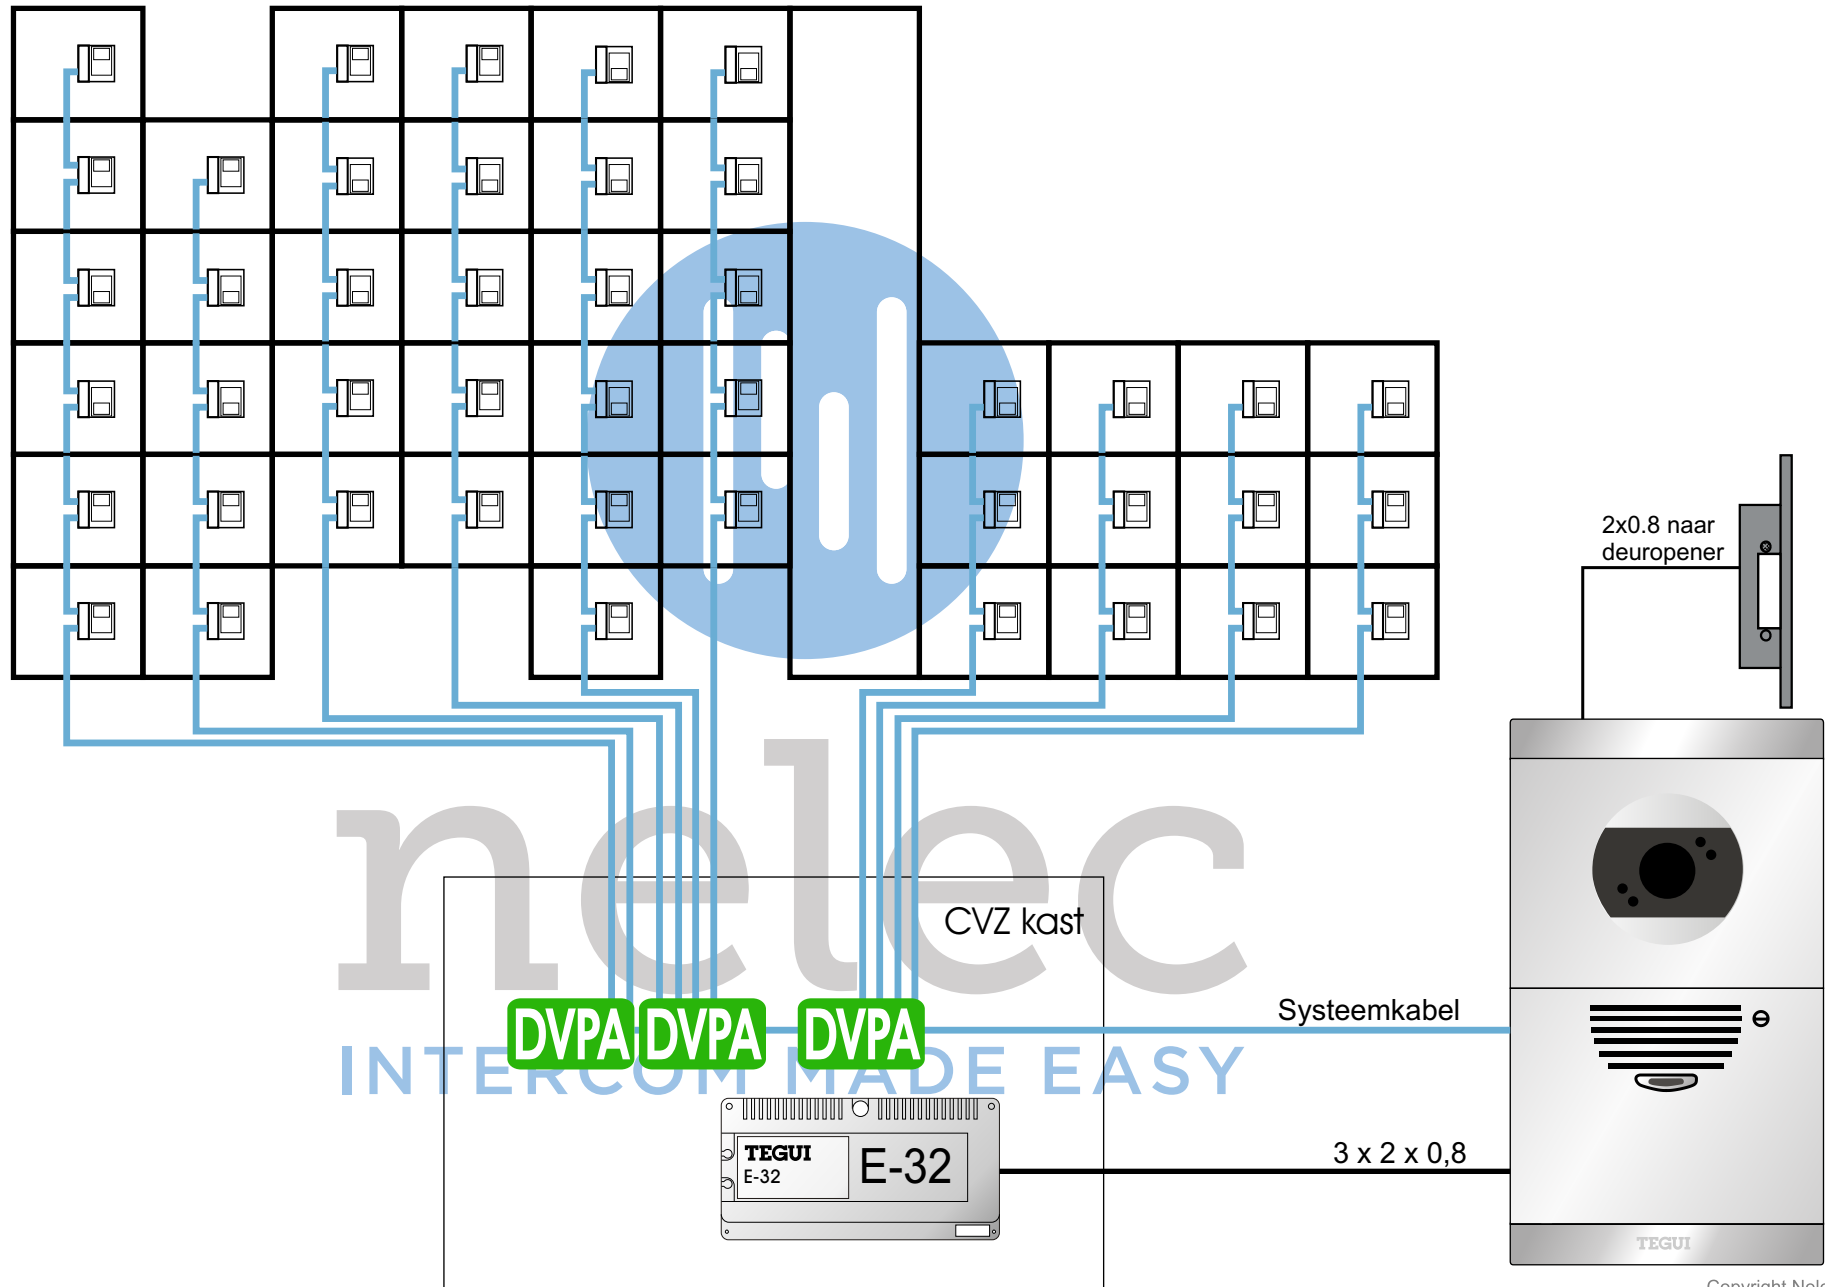 2x0.8 naar
deuropener
nelec
CVZ kast
DVPA DVPA DVPA
Systeemkabel
INTERCOM MADE EASY
TEGUI
E-32
E-32
3 x 2 x 0,8
TEGUI
Copyright